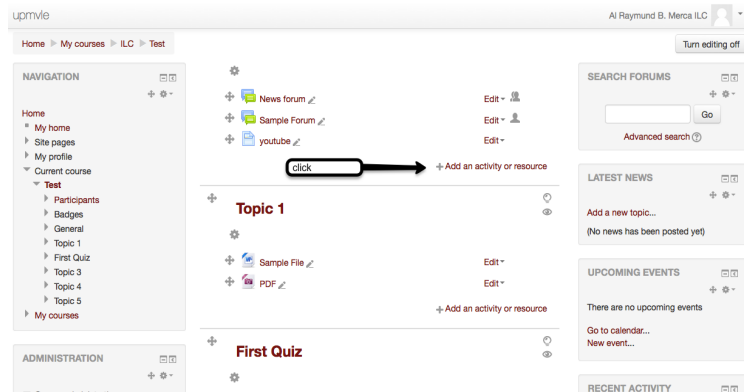 upmvle
Al Raymund B. Merca ILC
Home My courses ILC Test
Turn editing off
NAVIGATION
Home
My home
Site pages
My profile
Current course
Test
Participants
Badges
General
Topic 1
First Quiz
Topic 3
Topic 4
Topic 5
My courses
ADMINISTRATION
News forum Edit
Sample Forum Edit
youtube Edit
click
Add an activity or resource
Topic 1
Sample File Edit
PDF Edit
Add an activity or resource
First Quiz
SEARCH FORUMS
Go
Advanced search ?
LATEST NEWS
Add a new topic...
(No news has been posted yet)
UPCOMING EVENTS
There are no upcoming events
Go to calendar...
New event...
RECENT ACTIVITY